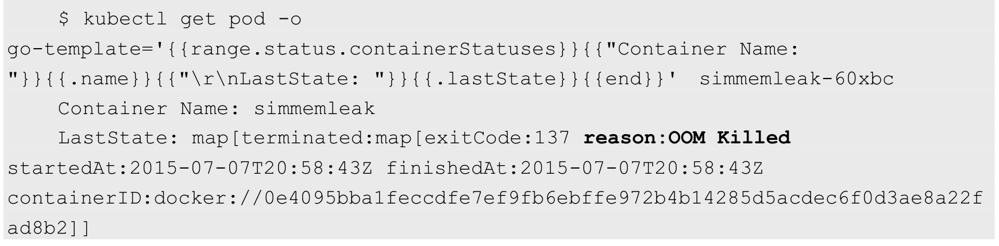 $ kubectl get pod -o
go-template='{{range.status.containerStatuses}}{{"Container Name:
"}}{{.name}}{{"\r\nLastState: "}}{{.lastState}}{{end}}'  simmemleak-60xbc
Container Name: simmemleak
LastState: map[terminated:map[exitCode:137 reason:OOM Killed
startedAt:2015-07-07T20:58:43Z finishedAt:2015-07-07T20:58:43Z
containerID:docker://0e4095bba1feccdfe7ef9fb6ebffe972b4b14285d5acdec6f0d3ae8a22f
ad8b2]]